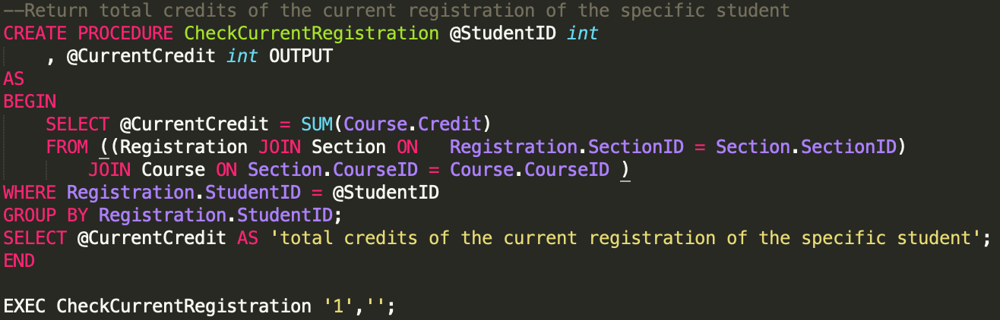 --Return total credits of the current registration of the specific student
CREATE PROCEDURE CheckCurrentRegistration @StudentID int
    , @CurrentCredit int OUTPUT
AS
BEGIN
    SELECT @CurrentCredit = SUM(Course.Credit)
    FROM ((Registration JOIN Section ON   Registration.SectionID = Section.SectionID)
        JOIN Course ON Section.CourseID = Course.CourseID )
WHERE Registration.StudentID = @StudentID
GROUP BY Registration.StudentID;
SELECT @CurrentCredit AS 'total credits of the current registration of the specific student';
END
EXEC CheckCurrentRegistration '1','';